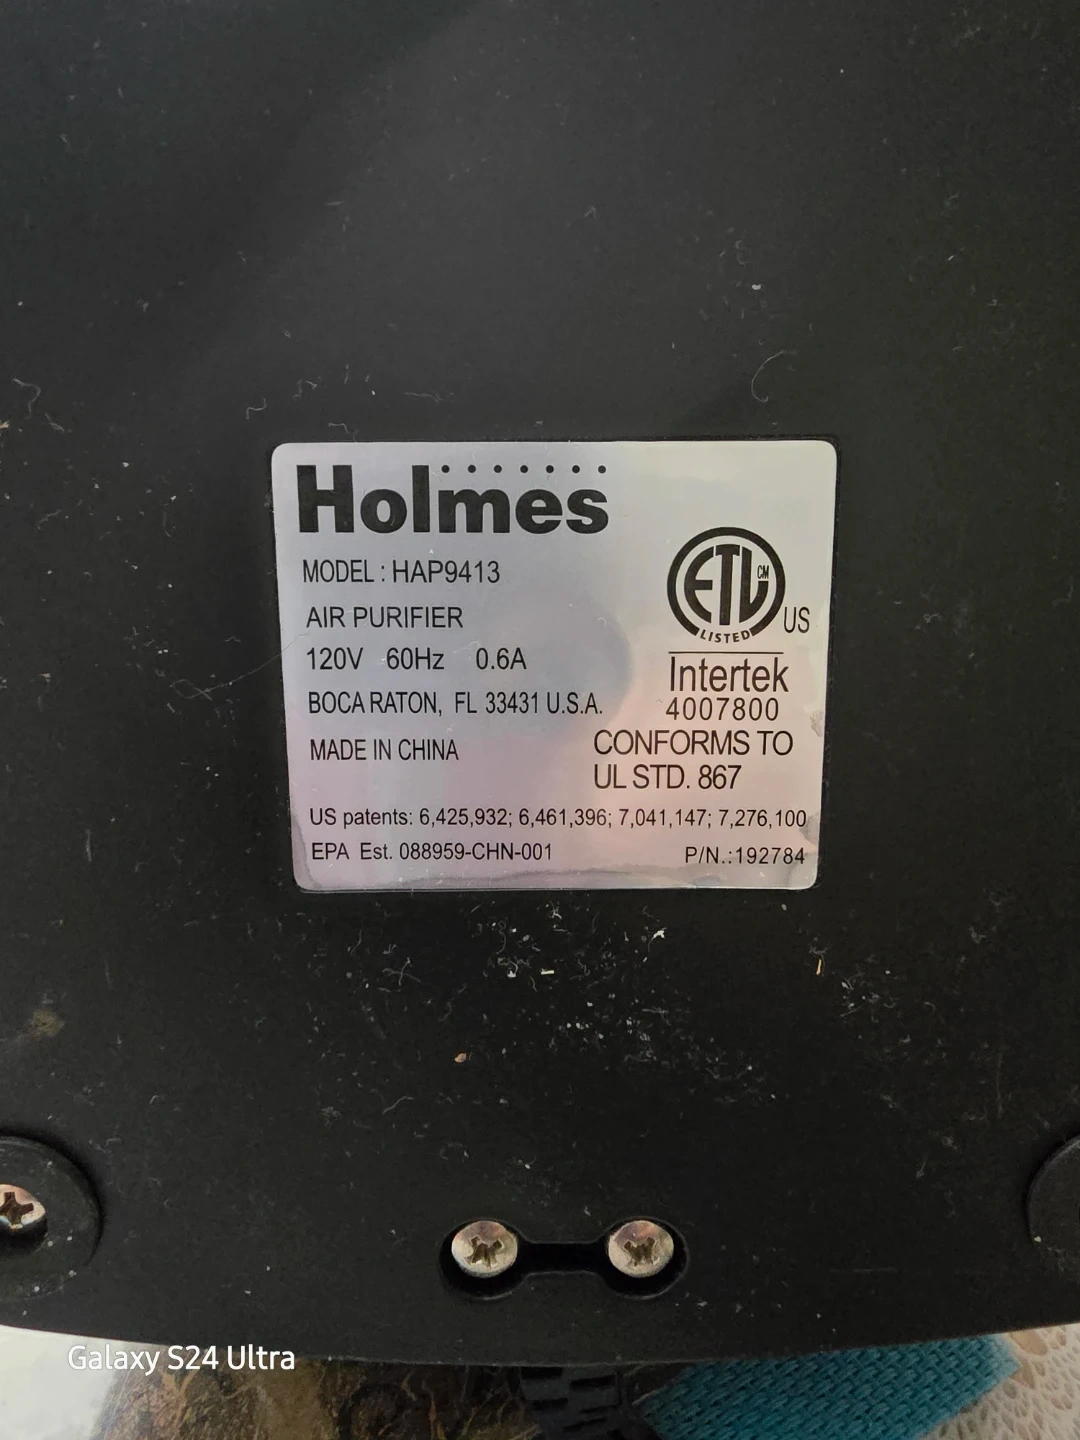 Holmes
MODEL : HAP9413
AIR PURIFIER
120V 60Hz 0.6A
BOCA RATON, FL 33431 U.S.A.
MADE IN CHINA
ETL CM
LISTED
US
Intertek
4007800
CONFORMS TO
UL STD. 867
US patents: 6,425,932; 6,461,396; 7,041,147; 7,276,100
EPA Est. 088959-CHN-001
P/N.:192784
Galaxy S24 Ultra